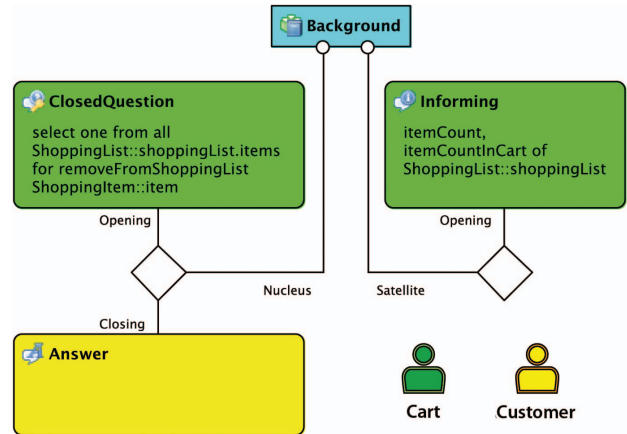 Background
ClosedQuestion
select one from all
ShoppingList::shoppingList.items
for removeFromShoppingList
ShoppingItem::item
Informing
itemCount,
itemCountInCart of
ShoppingList::shoppingList
Opening
Opening
Nucleus
Satellite
Closing
Answer
Cart
Customer